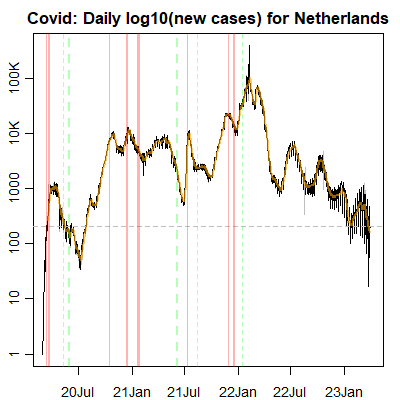 Covid: Daily log10(new cases) for Netherlands
100K
10K
1000
100
10
1
20Jul 21Jan 21Jul 22Jan 22Jul 23Jan